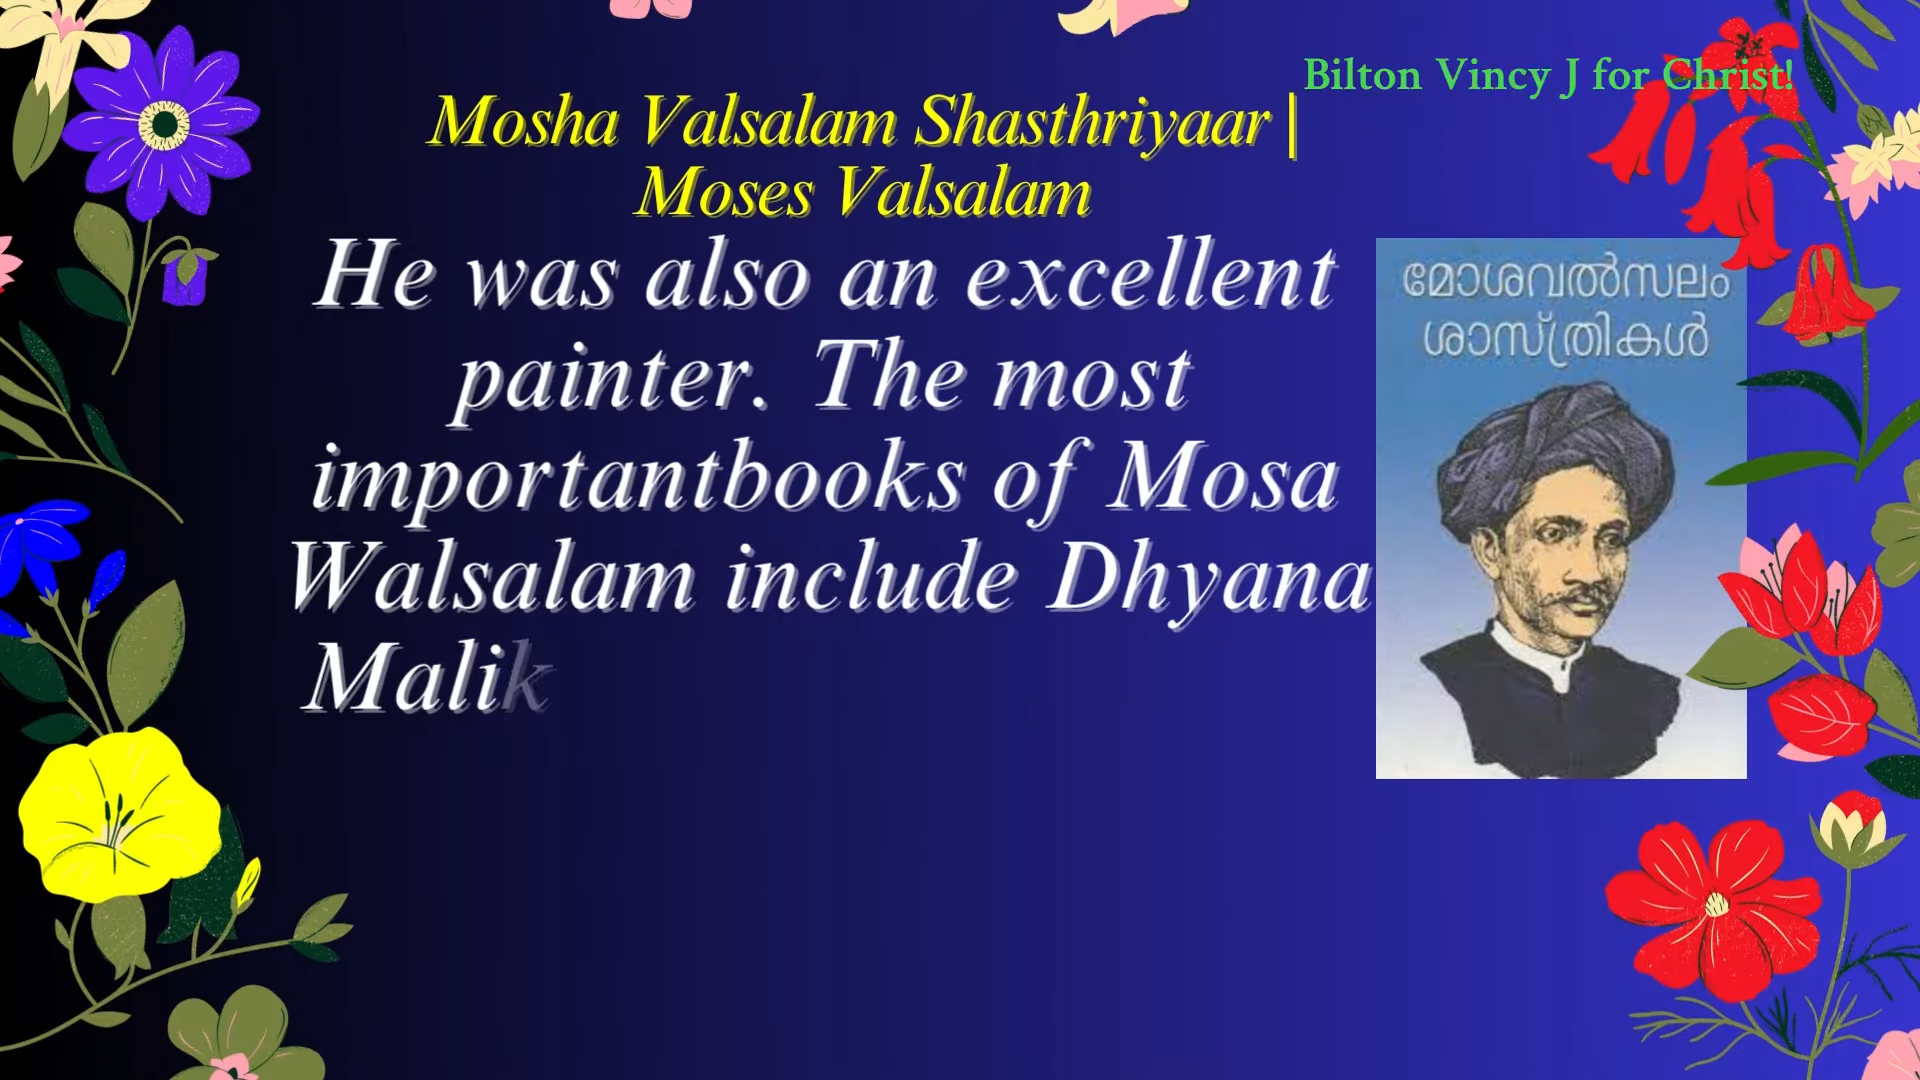 Bilton Vincy J for Christ!
Mosha Valsalam Shasthriyaar |
Moses Valsalam
He was also an excellent
painter. The most
importantbooks of Mosa
Walsalam include Dhyana
Malik
മോശവൽസലം
ശാസ്ത്രികൾ